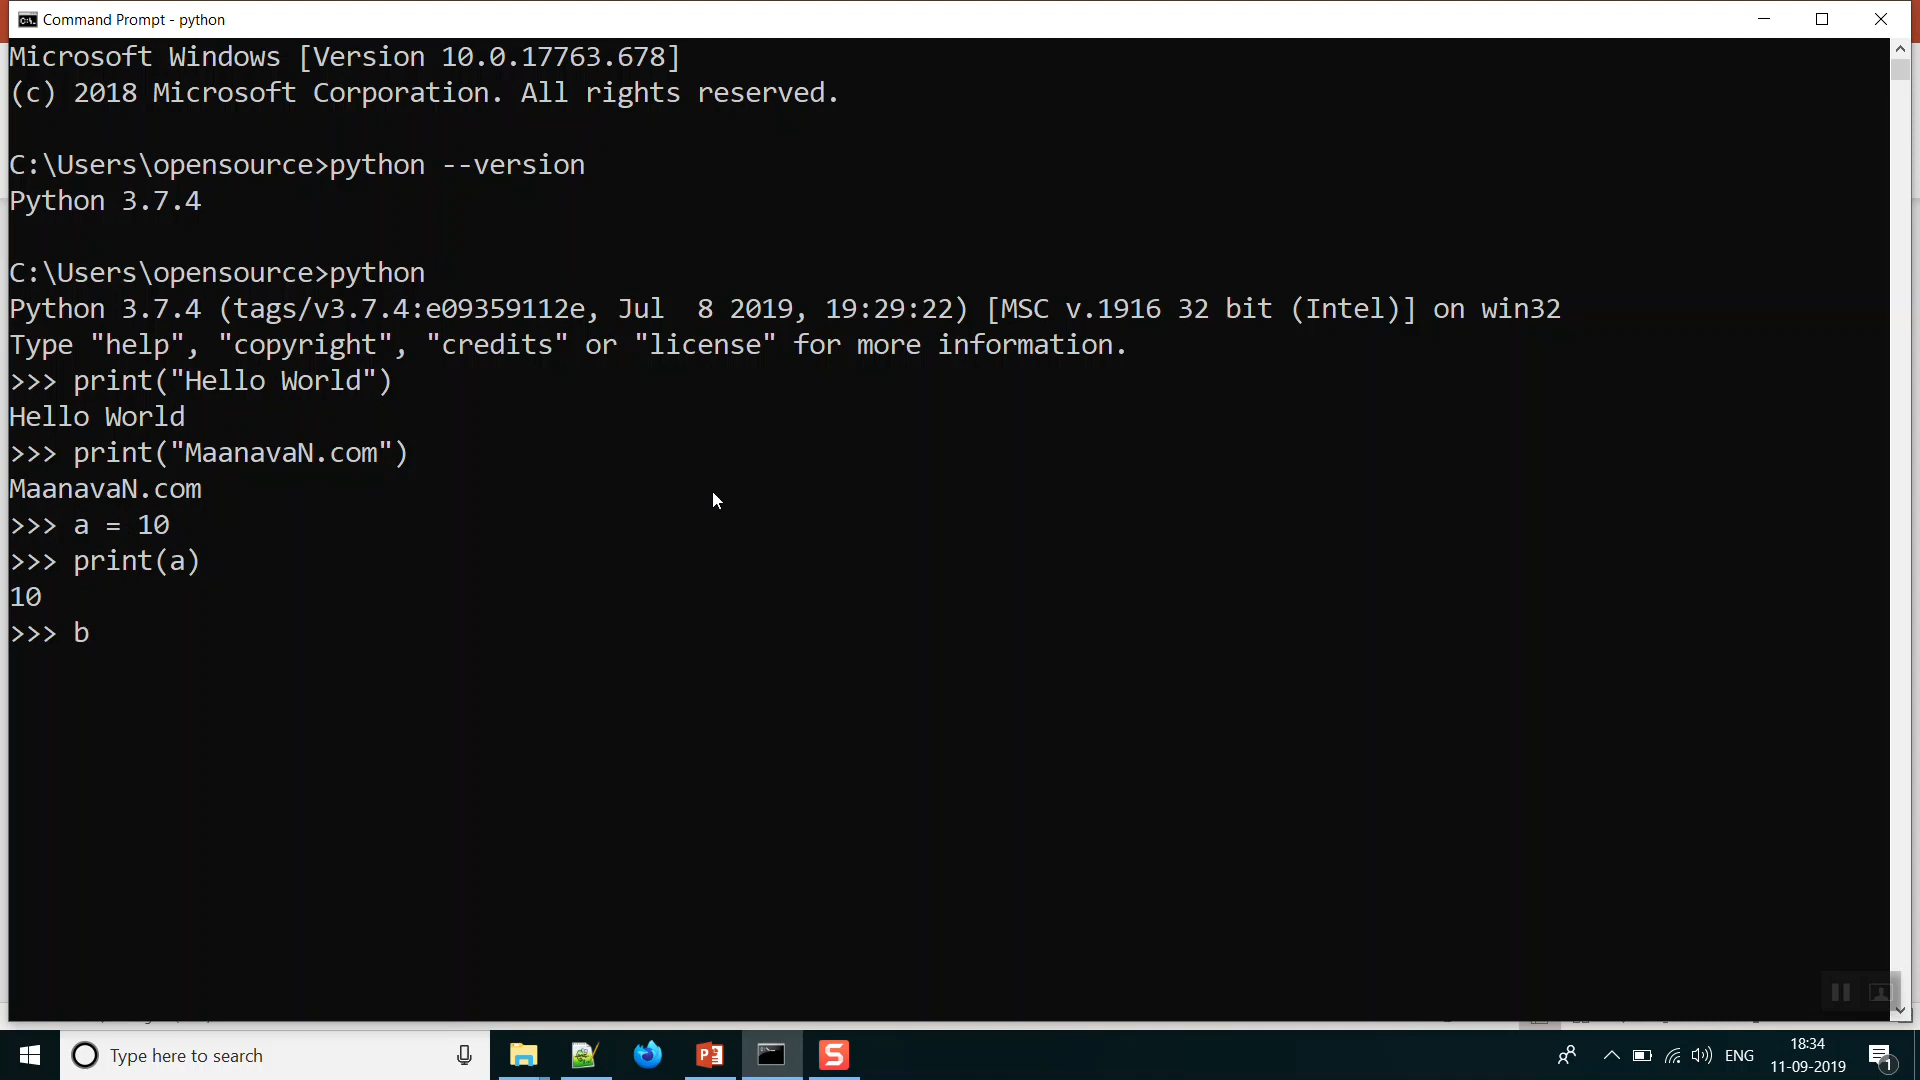 Command Prompt - python
Microsoft Windows [Version 10.0.17763.678]
(c) 2018 Microsoft Corporation. All rights reserved.
C:\Users\opensource>python --version
Python 3.7.4
C:\Users\opensource>python
Python 3.7.4 (tags/v3.7.4:e09359112e, Jul  8 2019, 19:29:22) [MSC v.1916 32 bit (Intel)] on win32
Type "help", "copyright", "credits" or "license" for more information.
>>> print("Hello World")
Hello World
>>> print("MaanavaN.com")
MaanavaN.com
>>> a = 10
>>> print(a)
10
>>> b
Type here to search
ENG
18:34
11-09-2019
1